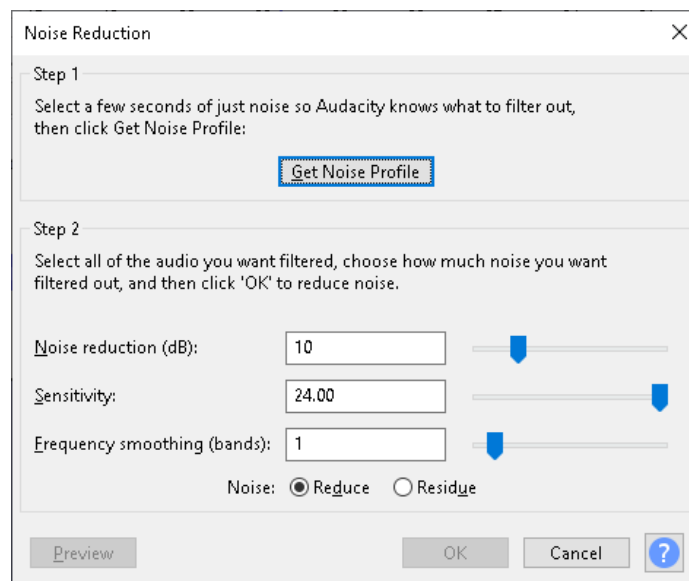 Noise Reduction
Step 1
Select a few seconds of just noise so Audacity knows what to filter out,
then click Get Noise Profile:
Get Noise Profile
Step 2
Select all of the audio you want filtered, choose how much noise you want
filtered out, and then click 'OK' to reduce noise.
Noise reduction (dB): 10
Sensitivity: 24.00
Frequency smoothing (bands): 1
Noise: Reduce Residue
Preview OK Cancel ?